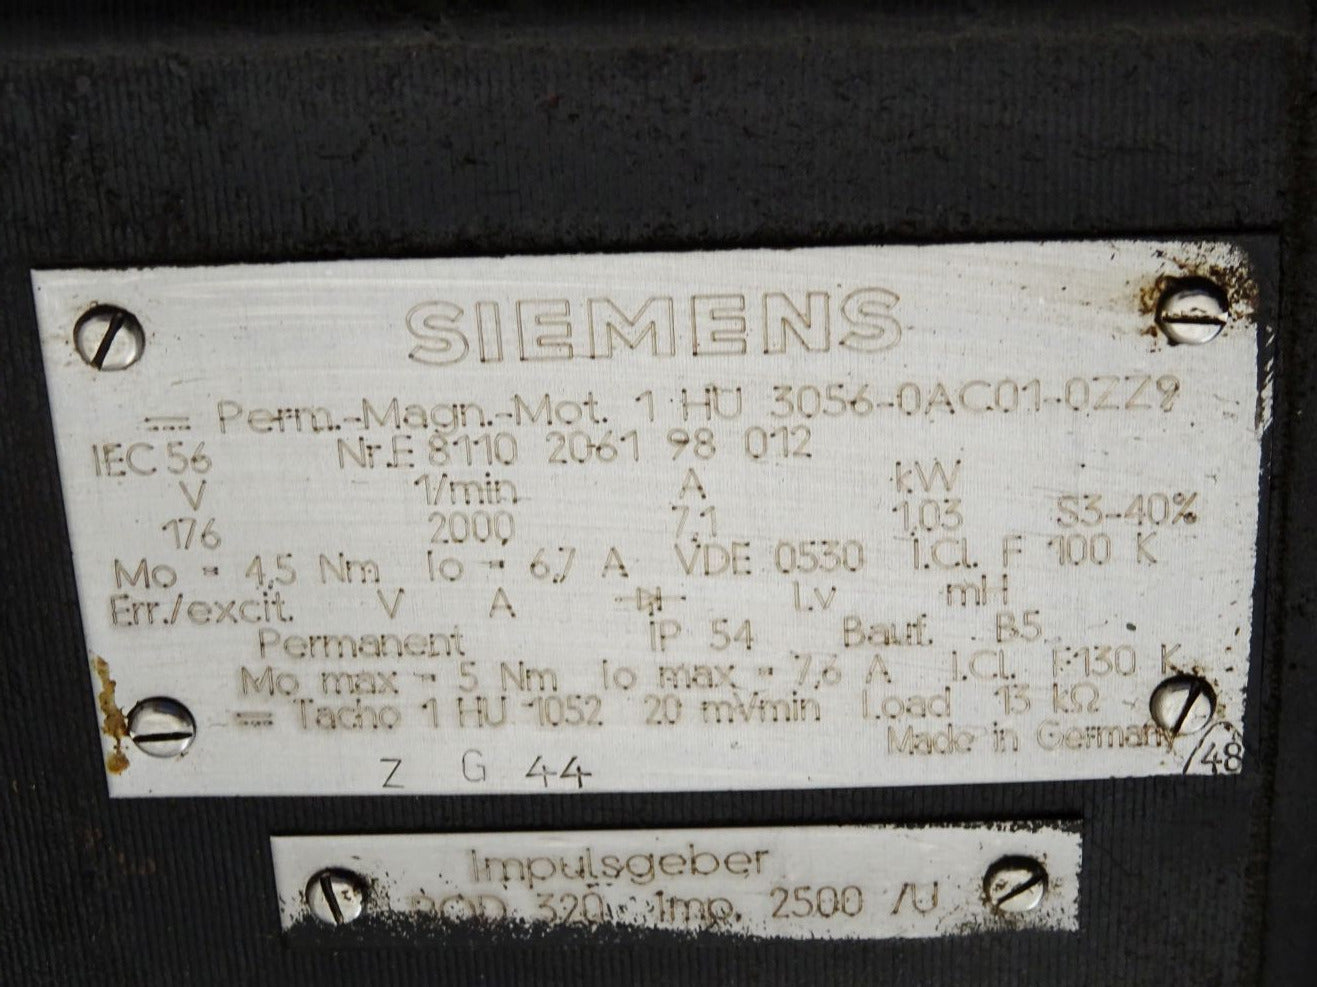 SIEMENS
⎓ Perm.-Magn.-Mot. 1 HU 3056-0AC01-0ZZ9
IEC 56 Nr.E 8110 2061 98 012
V 1/min A kW
176 2000 7,1 1,03 S3-40%
Mo = 4,5 Nm Io = 6,7 A VDE 0530 I.Cl. F 100 K
Err./excit. V A I.v mH
Permanent IP 54 Bauf. B5
Mo max = 5 Nm Io max = 7,6 A I.Cl. F 130 K
⎓ Tacho 1 HU 1052 20 mV/min Load 13 kΩ
Made in Germany
Z G 44 48
Impulsgeber
ROD 320 Imp. 2500 /U